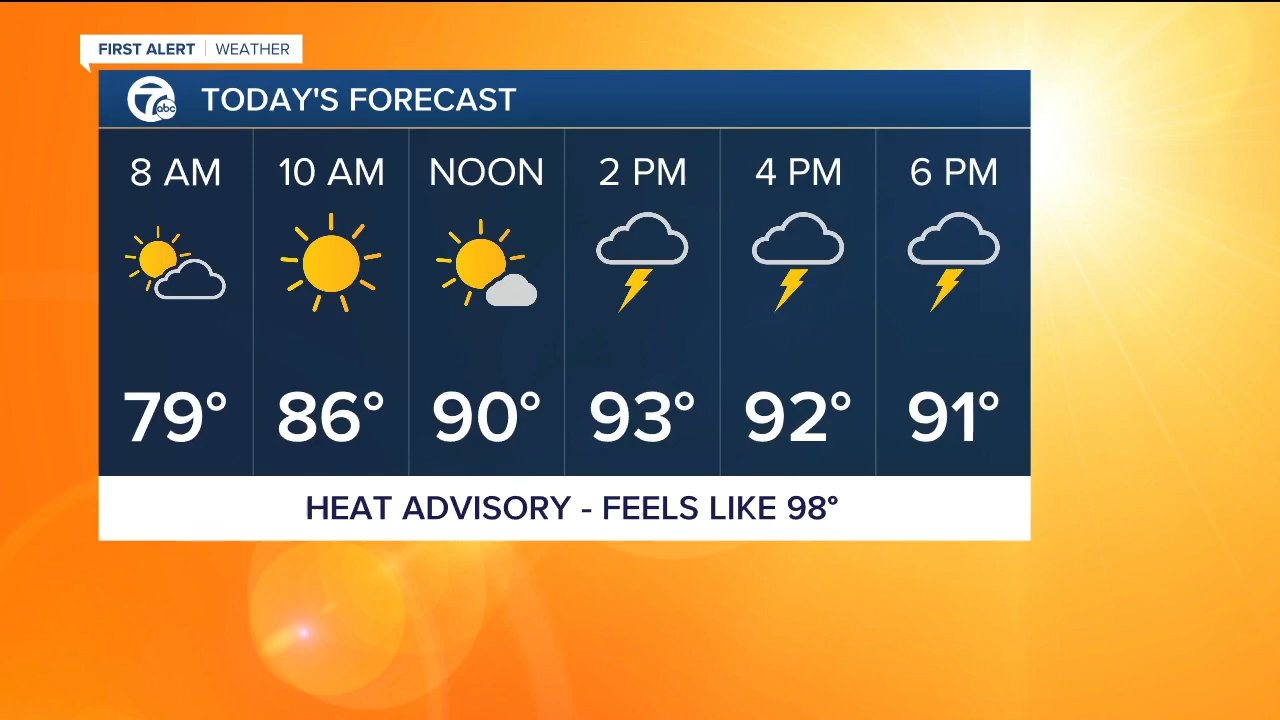 FIRST ALERT | WEATHER
7 abc TODAY'S FORECAST
8 AM 10 AM NOON 2 PM 4 PM 6 PM
79° 86° 90° 93° 92° 91°
HEAT ADVISORY - FEELS LIKE 98°